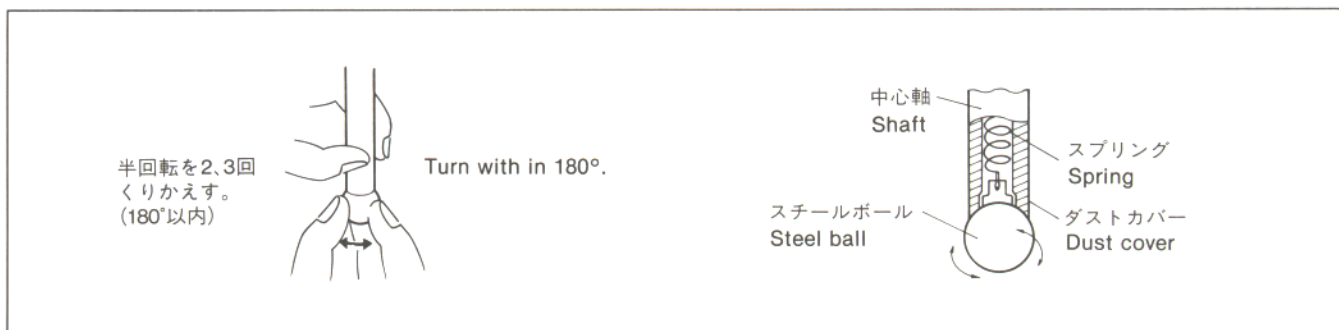 半回転を2、3回
くりかえす。
(180°以内)
Turn with in 180°.
中心軸
Shaft
スプリング
Spring
スチールボール
Steel ball
ダストカバー
Dust cover